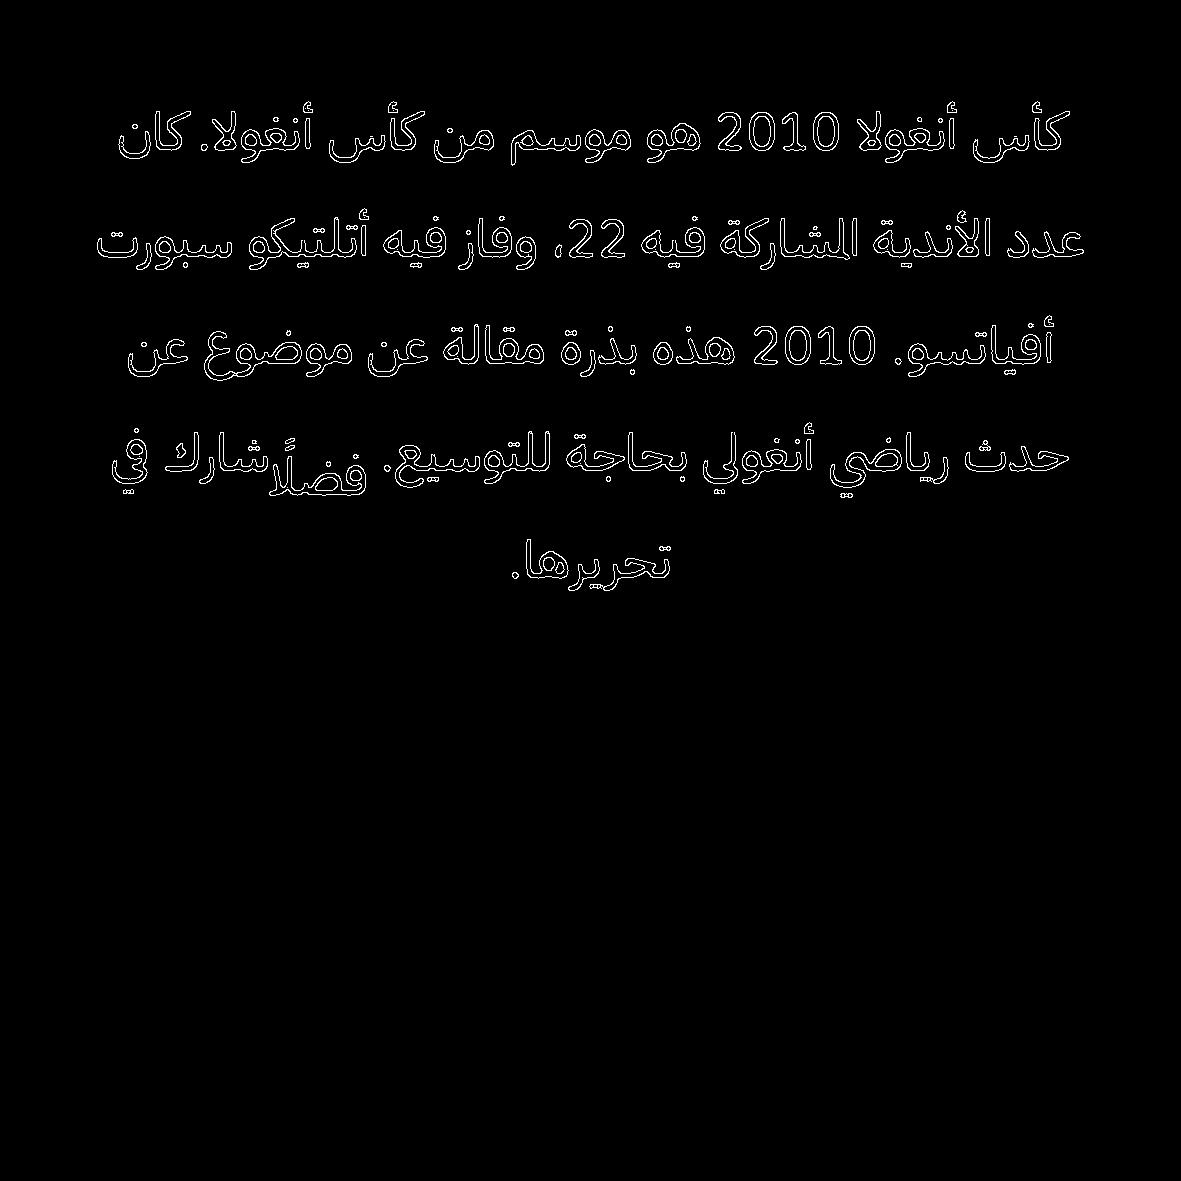 كأس أنغولا 2010 هو موسم من كأس أنغولا. كان
عدد الأندية المشاركة فيه 22، وفاز فيه أتلتيكو سبورت
أفياتسو. 2010 هذه بذرة مقالة عن موضوع عن
حدث رياضي أنغولي بحاجة للتوسيع. فضلًا شارك في
تحريرها.